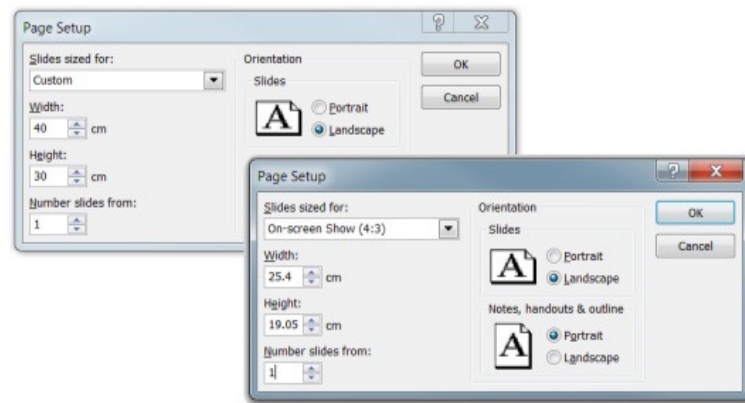 Page Setup
Slides sized for:
Custom
Width:
40 cm
Height:
30 cm
Number slides from:
1
Orientation
Slides
A
Portrait
Landscape
OK
Cancel
Page Setup
Slides sized for:
On-screen Show (4:3)
Width:
25.4 cm
Height:
19.05 cm
Number slides from:
1
Orientation
Slides
A
Portrait
Landscape
Notes, handouts & outline
A
Portrait
Landscape
OK
Cancel